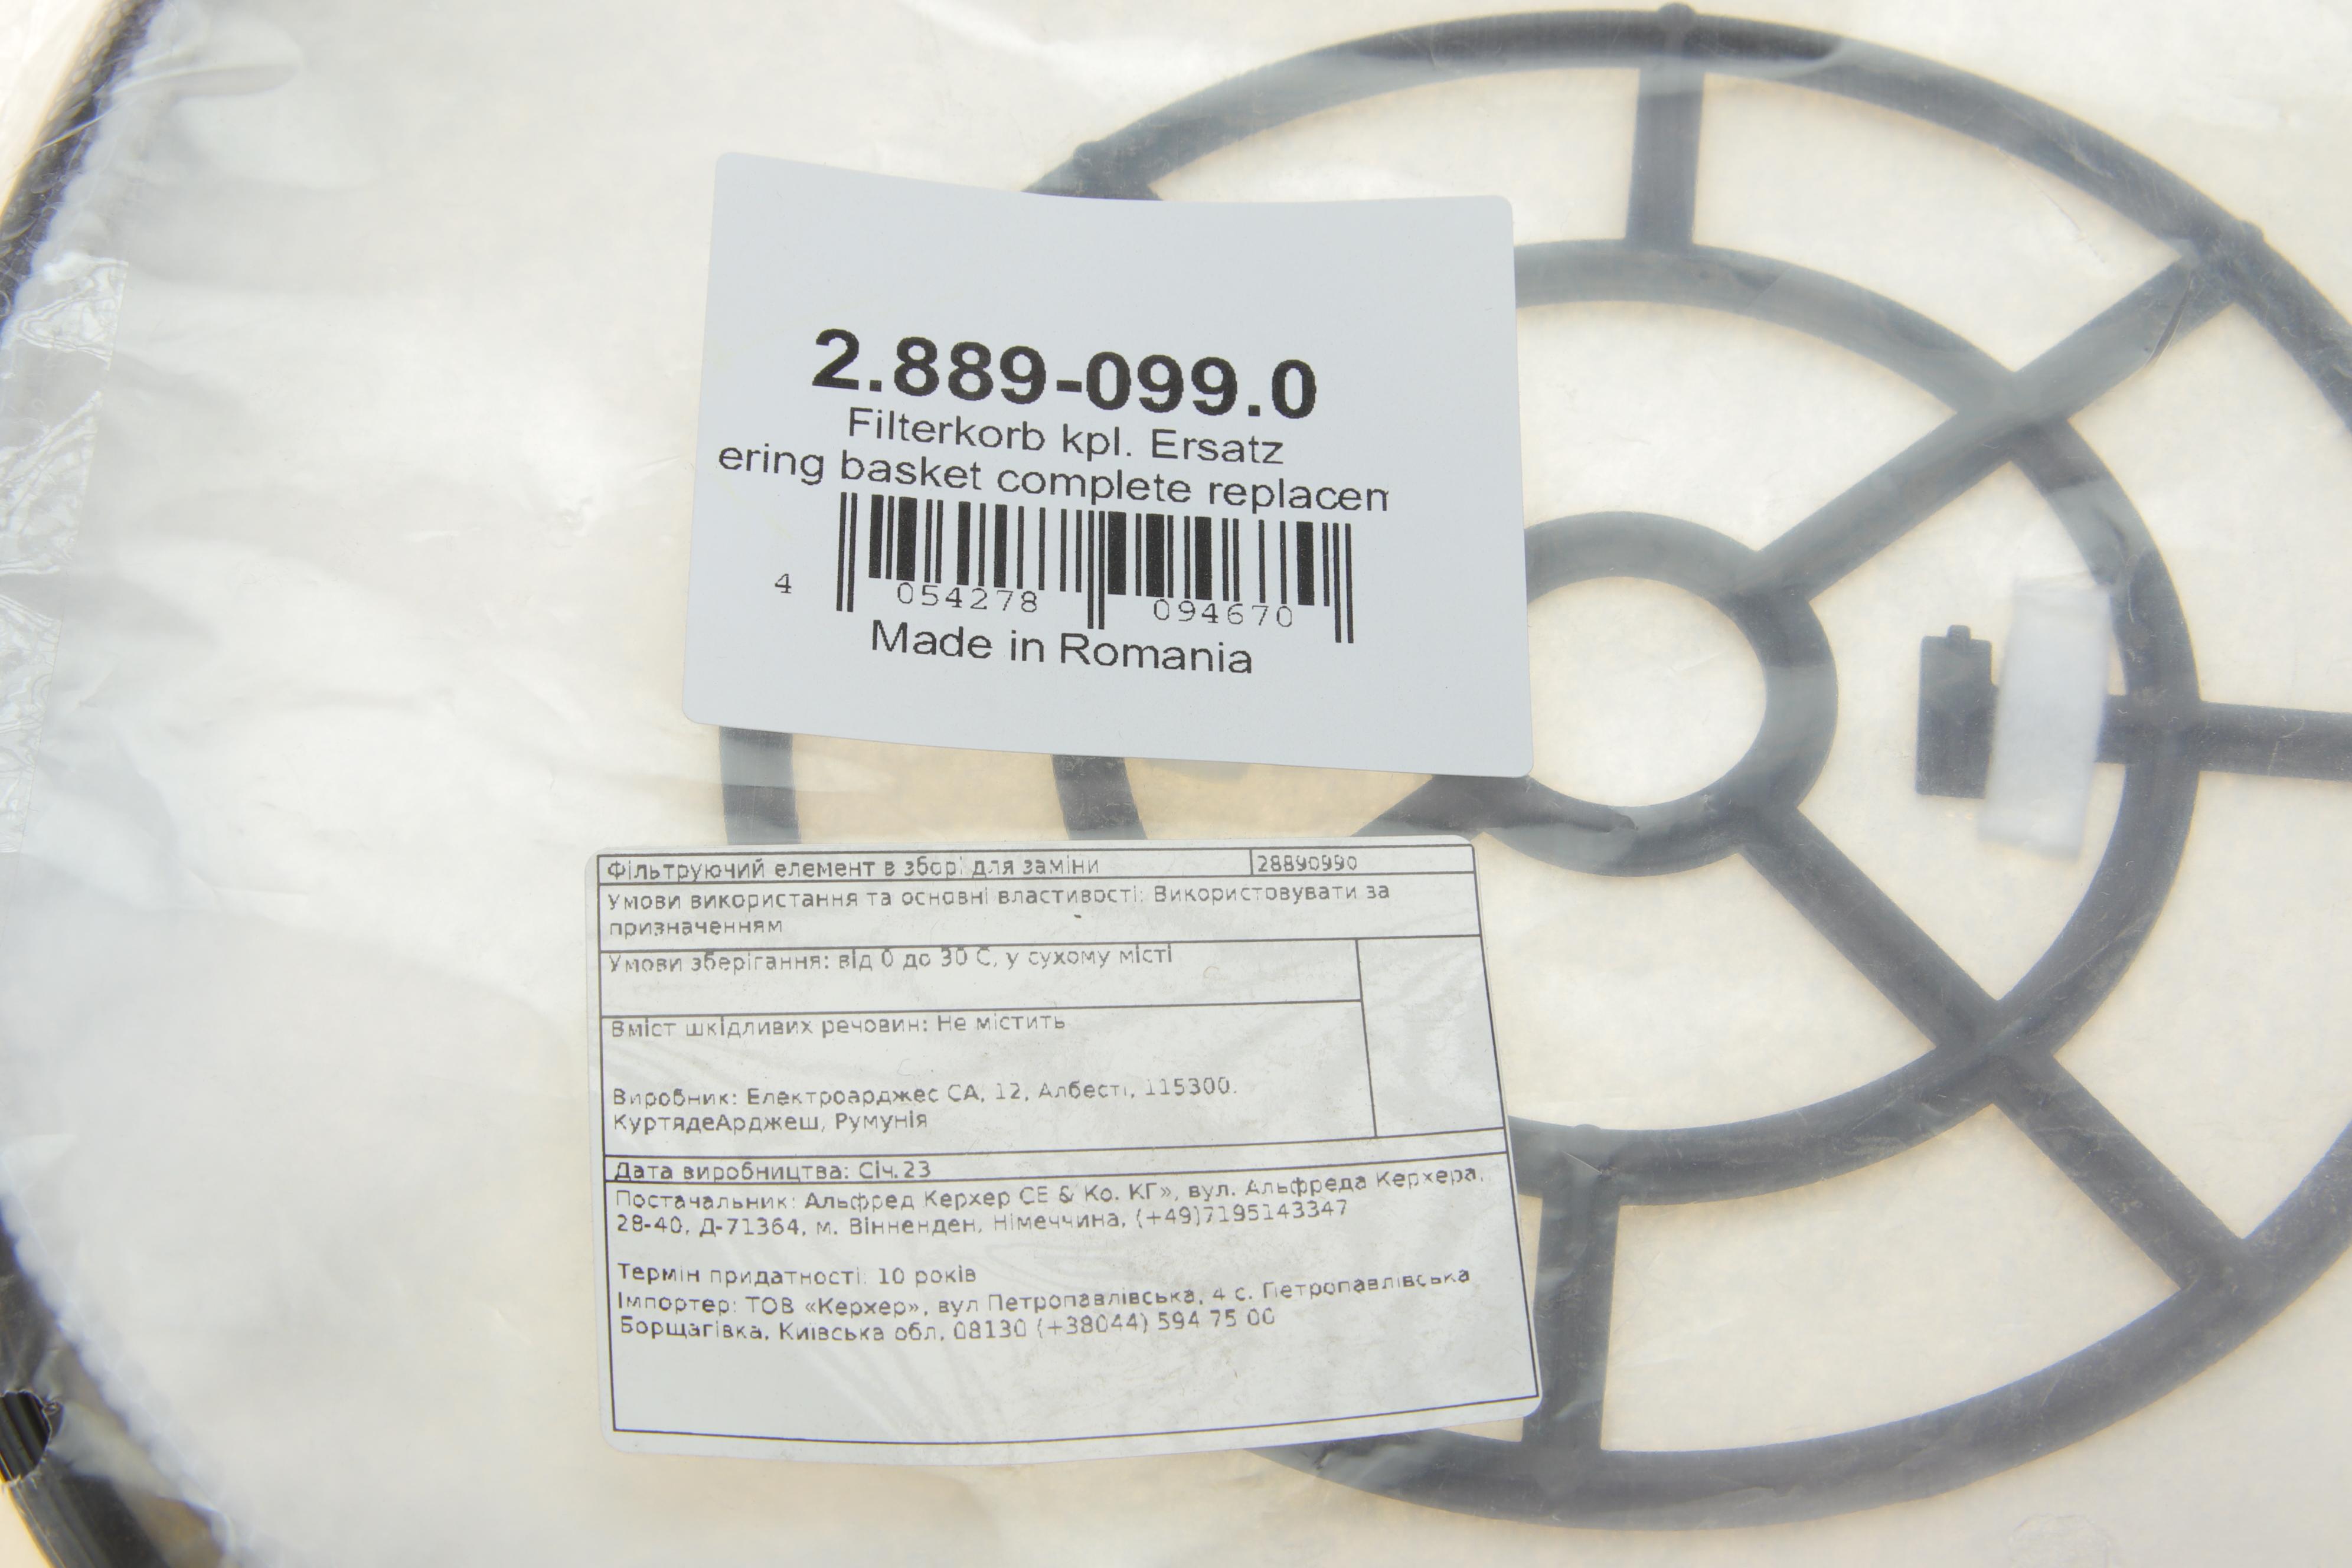 2.889-099.0
Filterkorb kpl. Ersatz
ering basket complete replacem
4 054278 094670
Made in Romania
Фільтруючий елемент в зборі для заміни 28890990
Умови використання та основні властивості: Використовувати за
призначенням
Умови зберігання: від 0 до 30 С, у сухому місті
Вміст шкідливих речовин: Не містить
Виробник: Електроарджес СА, 12, Албесті, 115300.
КуртядеАрджеш, Румунія
Дата виробництва: Січ.23
Постачальник: Альфред Керхер СЕ & Ко. КГ», вул. Альфреда Керхера,
28-40, Д-71364, м. Вінненден, Німеччина, (+49)7195143347
Термін придатності: 10 років
Імпортер: ТОВ «Керхер», вул Петропавлівська, 4 с. Петропавлівська
Борщагівка, Київська обл, 08130 (+38044) 594 75 00